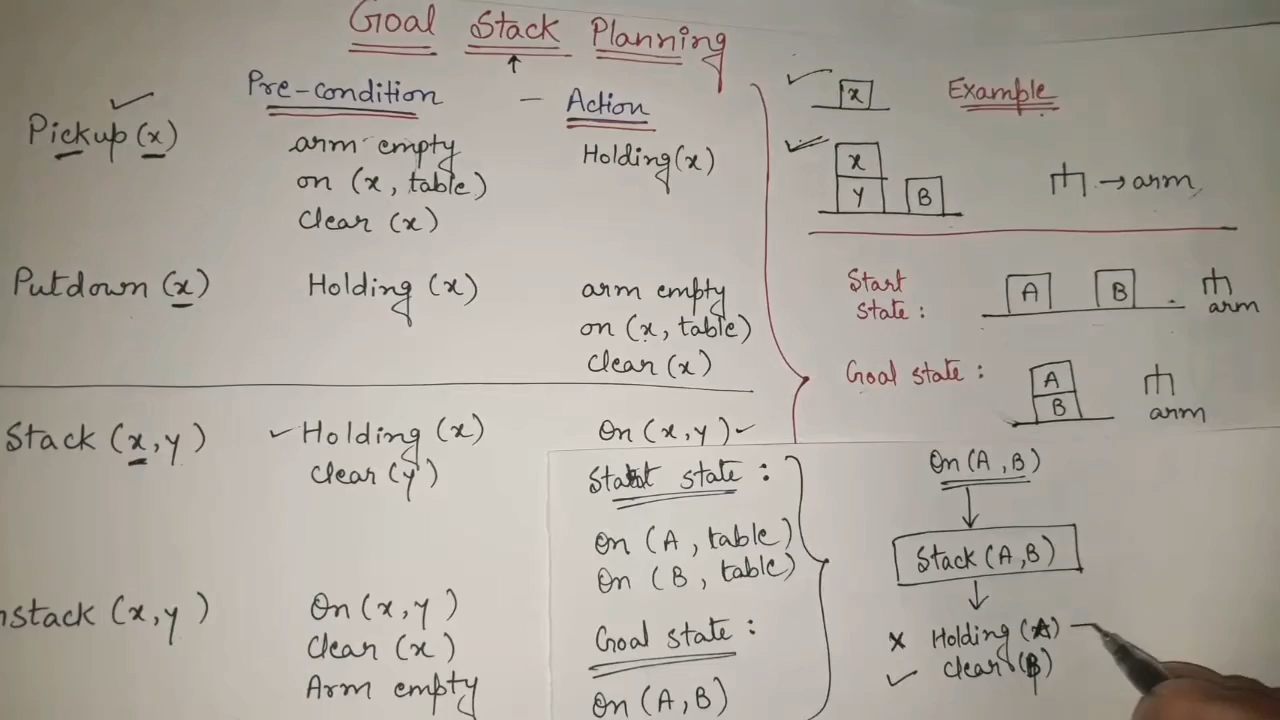 Goal Stack Planning
Pre-condition - Action
Pickup (x)
arm empty
on (x, table)
clear (x)
Holding (x)
Putdown (x)
Holding (x)
arm empty
on (x, table)
clear (x)
Stack (x, y)
Holding (x)
clear (y)
On (x, y)
nstack (x, y)
On (x, y)
Clear (x)
Arm empty
Example
x
x
y
B
→ arm
Start
state :
A
B
arm
Goal state :
A
B
arm
Start state :
On (A, table)
On (B, table)
Goal state :
On (A, B)
On (A, B)
Stack (A, B)
x Holding (A)
clear (B)